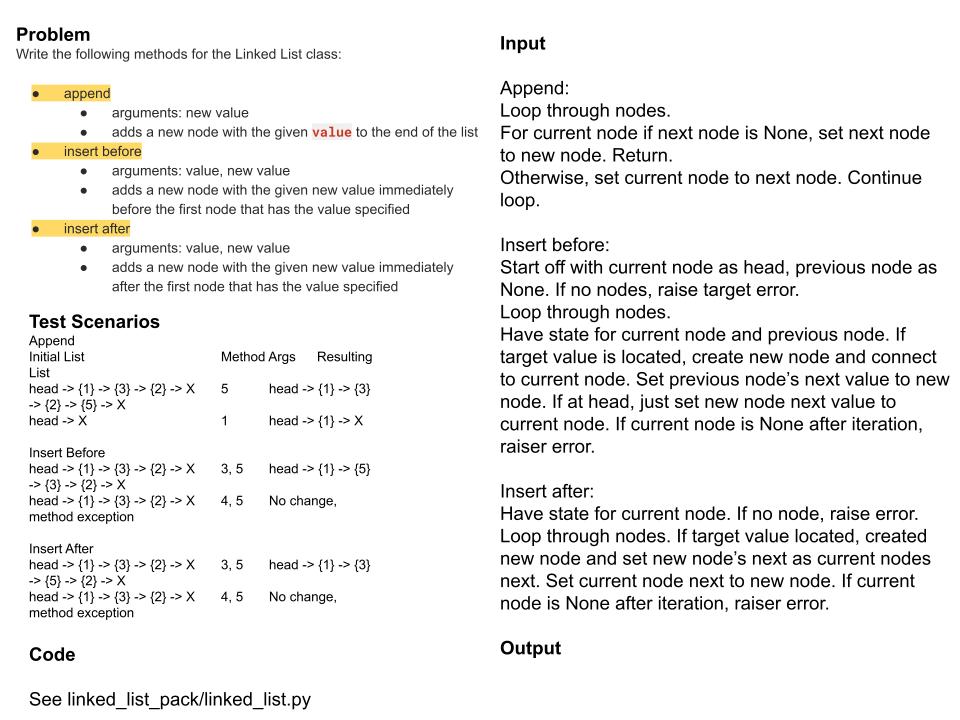 Problem
Write the following methods for the Linked List class:
● append
● arguments: new value
● adds a new node with the given value to the end of the list
● insert before
● arguments: value, new value
● adds a new node with the given new value immediately
before the first node that has the value specified
● insert after
● arguments: value, new value
● adds a new node with the given new value immediately
after the first node that has the value specified
Test Scenarios
Append
Initial List Method Args Resulting
List
head -> {1} -> {3} -> {2} -> X 5 head -> {1} -> {3}
-> {2} -> {5} -> X
head -> X 1 head -> {1} -> X
Insert Before
head -> {1} -> {3} -> {2} -> X 3, 5 head -> {1} -> {5}
-> {3} -> {2} -> X
head -> {1} -> {3} -> {2} -> X 4, 5 No change,
method exception
Insert After
head -> {1} -> {3} -> {2} -> X 3, 5 head -> {1} -> {3}
-> {5} -> {2} -> X
head -> {1} -> {3} -> {2} -> X 4, 5 No change,
method exception
Code
See linked_list_pack/linked_list.py
Input
Append:
Loop through nodes.
For current node if next node is None, set next node
to new node. Return.
Otherwise, set current node to next node. Continue
loop.
Insert before:
Start off with current node as head, previous node as
None. If no nodes, raise target error.
Loop through nodes.
Have state for current node and previous node. If
target value is located, create new node and connect
to current node. Set previous node's next value to new
node. If at head, just set new node next value to
current node. If current node is None after iteration,
raiser error.
Insert after:
Have state for current node. If no node, raise error.
Loop through nodes. If target value located, created
new node and set new node's next as current nodes
next. Set current node next to new node. If current
node is None after iteration, raiser error.
Output